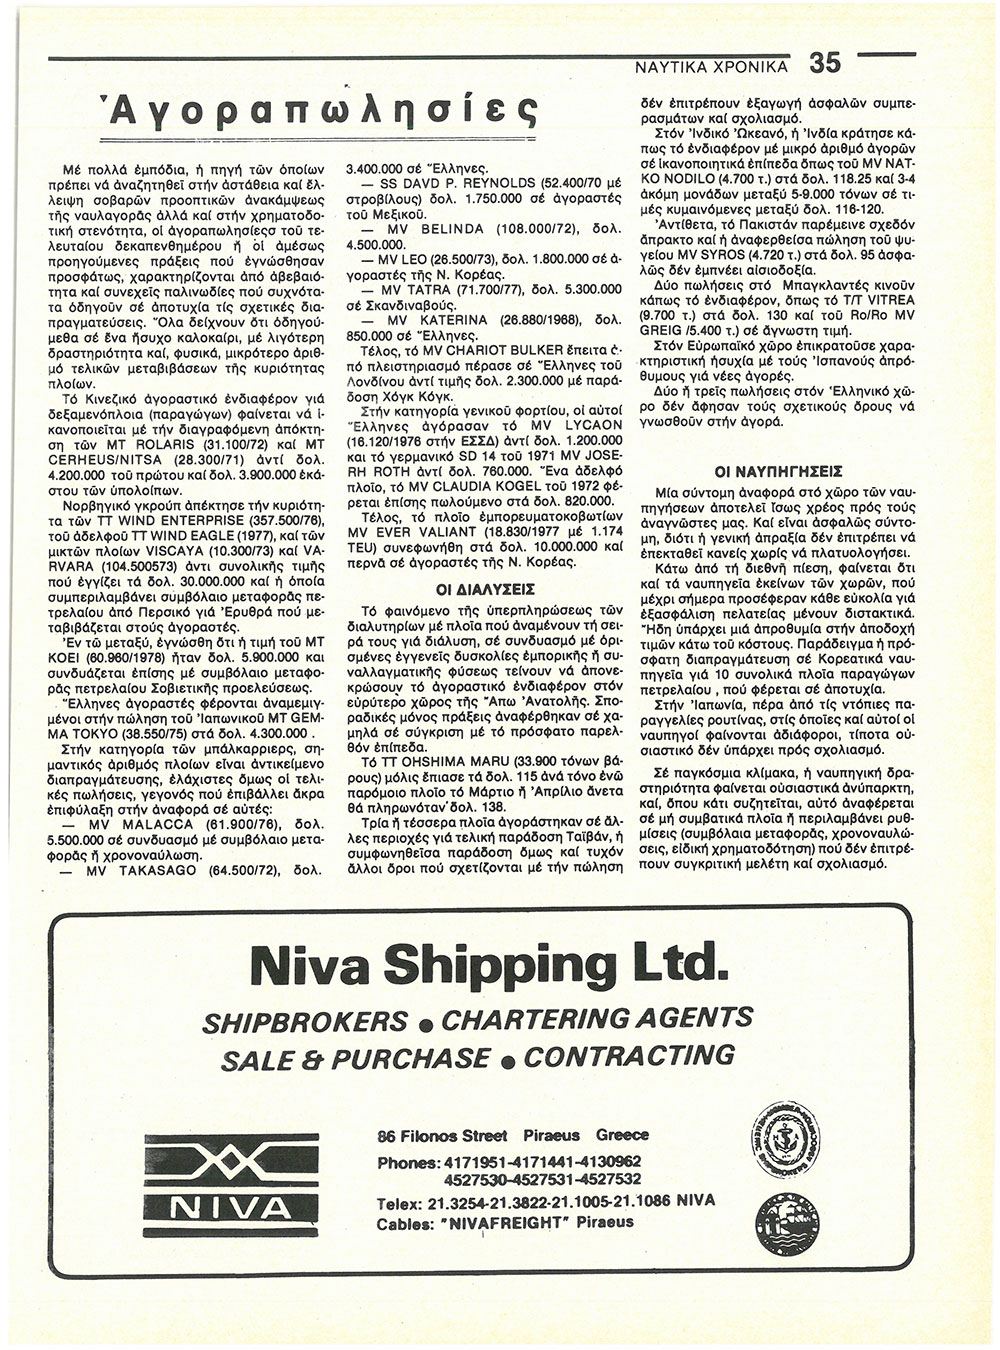 ΝΑΥΤΙΚΑ ΧΡΟΝΙΚΑ 35
Ἀγοραπωλησίες
Μέ πολλά ἐμπόδια, ἡ πηγή τῶν ὁποίων
πρέπει νά ἀναζητηθεῖ στήν ἀστάθεια καί ἔλ-
λειψη σοβαρῶν προοπτικῶν ἀνακάμψεως
τῆς ναυλαγορᾶς ἀλλά καί στήν χρηματοδο-
τική στενότητα, οἱ ἀγοραπωλησίεςσ τοῦ τε-
λευταίου δεκαπενθημέρου ἤ οἱ ἀμέσως
προηγούμενες πράξεις πού ἐγνώσθησαν
προσφάτως, χαρακτηρίζονται ἀπό ἀβεβαιό-
τητα καί συνεχεῖς παλινωδίες πού συχνότα-
τα ὁδηγοῦν σέ ἀποτυχία τίς σχετικές δια-
πραγματεύσεις. Ὅλα δείχνουν ὅτι ὁδηγού-
μεθα σέ ἕνα ἥσυχο καλοκαίρι, μέ λιγότερη
δραστηριότητα καί, φυσικά, μικρότερο ἀριθ-
μό τελικῶν μεταβιβάσεων τῆς κυριότητας
πλοίων.
Τό Κινεζικό ἀγοραστικό ἐνδιαφέρον γιά
δεξαμενόπλοια (παραγώγων) φαίνεται νά ἱ-
κανοποιεῖται μέ τήν διαγραφόμενη ἀπόκτη-
ση τῶν MT ROLARIS (31.100/72) καί MT
CERHEUS/NITSA (28.300/71) ἀντί δολ.
4.200.000 τοῦ πρώτου καί δολ. 3.900.000 ἑκά-
στου τῶν ὑπολοίπων.
Νορβηγικό γκρούπ ἀπέκτησε τήν κυριότη-
τα τῶν TT WIND ENTERPRISE (357.500/76),
τοῦ ἀδελφοῦ TT WIND EAGLE (1977), καί τῶν
μικτῶν πλοίων VISCAYA (10.300/73) καί VA-
RVARA (104.500573) ἀντι συνολικῆς τιμῆς
πού ἐγγίζει τά δολ. 30.000.000 καί ἡ ὁποία
συμπεριλαμβάνει συμβόλαιο μεταφορᾶς πε-
τρελαίου ἀπό Περσικό γιά Ἐρυθρά πού με-
ταβιβάζεται στούς ἀγοραστές.
Ἐν τῶ μεταξύ, ἐγνώσθη ὅτι ἡ τιμή τοῦ MT
KOEI (60.960/1978) ἦταν δολ. 5.900.000 καί
συνδυάζεται ἐπίσης μέ συμβόλαιο μεταφο-
ρᾶς πετρελαίου Σοβιετικῆς προελεύσεως.
Ἕλληνες ἀγοραστές φέρονται ἀναμεμιγ-
μένοι στήν πώληση τοῦ Ἰαπωνικοῦ MT GEM-
MA TOKYO (38.550/75) στά δολ. 4.300.000 .
Στήν κατηγορία τῶν μπάλκαρριερς, ση-
μαντικός ἀριθμός πλοίων εἶναι ἀντικείμενο
διαπραγμάτευσης, ἐλάχιστες ὅμως οἱ τελι-
κές πωλήσεις, γεγονός πού ἐπιβάλλει ἄκρα
ἐπιφύλαξη στήν ἀναφορά σέ αὐτές:
— MV MALACCA (61.900/76), δολ.
5.500.000 σέ συνδυασμό μέ συμβόλαιο μετα-
φορᾶς ἤ χρονοναύλωση.
— MV TAKASAGO (64.500/72), δολ.
3.400.000 σέ Ἕλληνες.
— SS DAVD P. REYNOLDS (52.400/70 μέ
στροβίλους) δολ. 1.750.000 σέ ἀγοραστές
τοῦ Μεξικοῦ.
— MV BELINDA (108.000/72), δολ.
4.500.000.
— MV LEO (26.500/73), δολ. 1.800.000 σέ ἀ-
γοραστές τῆς Ν. Κορέας.
— MV TATRA (71.700/77), δολ. 5.300.000
σέ Σκανδιναβούς.
— MV KATERINA (26.880/1968), δολ.
850.000 σέ Ἕλληνες.
Τέλος, τό MV CHARIOT BULKER ἔπειτα ἀ-
πό πλειστηριασμό πέρασε σέ Ἕλληνες τοῦ
Λονδίνου ἀντί τιμῆς δολ. 2.300.000 μέ παρά-
δοση Χόγκ Κόγκ.
Στήν κατηγορία γενικοῦ φορτίου, οἱ αὐτοί
Ἕλληνες ἀγόρασαν τό MV LYCAON
(16.120/1976 στήν ΕΣΣΔ) ἀντί δολ. 1.200.000
καί τό γερμανικό SD 14 τοῦ 1971 MV JOSE-
RH ROTH ἀντί δολ. 760.000. Ἕνα ἀδελφό
πλοῖο, τό MV CLAUDIA KOGEL τοῦ 1972 φέ-
ρεται ἐπίσης πωλούμενο στά δολ. 820.000.
Τέλος, τό πλοῖο ἐμπορευματοκοβωτίων
MV EVER VALIANT (18.830/1977 μέ 1.174
TEU) συνεφωνήθη στά δολ. 10.000.000 καί
περνᾶ σέ ἀγοραστές τῆς Ν. Κορέας.
ΟΙ ΔΙΑΛΥΣΕΙΣ
Τό φαινόμενο τῆς ὑπερπληρώσεως τῶν
διαλυτηρίων μέ πλοῖα πού ἀναμένουν τή σει-
ρά τους γιά διάλυση, σέ συνδυασμό μέ ὁρι-
σμένες ἐγγενεῖς δυσκολίες ἐμπορικῆς ἤ συ-
ναλλαγματικῆς φύσεως τείνουν νά ἀπονε-
κρώσουν τό ἀγοραστικό ἐνδιαφέρον στόν
εὐρύτερο χῶρος τῆς Ἄπω Ἀνατολῆς. Σπο-
ραδικές μόνος πράξεις ἀναφέρθηκαν σέ χα-
μηλά σέ σύγκριση μέ τό πρόσφατο παρελ-
θόν ἐπίπεδα.
Τό TT OHSHIMA MARU (33.900 τόνων βά-
ρους) μόλις ἔπιασε τά δολ. 115 ἀνά τόνο ἐνῶ
παρόμοιο πλοῖο τό Μάρτιο ἤ Ἀπρίλιο ἄνετα
θά πληρωνόταν δολ. 138.
Τρία ἤ τέσσερα πλοῖα ἀγοράστηκαν σέ ἄλ-
λες περιοχές γιά τελική παράδοση Ταϊβάν, ἡ
συμφωνηθεῖσα παράδοση ὅμως καί τυχόν
ἄλλοι ὅροι πού σχετίζονται μέ τήν πώληση
δέν ἐπιτρέπουν ἐξαγωγή ἀσφαλῶν συμπε-
ρασμάτων καί σχολιασμό.
Στόν Ἰνδικό Ὠκεανό, ἡ Ἰνδία κράτησε κά-
πως τό ἐνδιαφέρον μέ μικρό ἀριθμό ἀγορῶν
σέ ἱκανοποιητικά ἐπίπεδα ὅπως τοῦ MV NAT-
KO NODILO (4.700 τ.) στά δολ. 118.25 καί 3-4
ἀκόμη μονάδων μεταξύ 5-9.000 τόνων σέ τι-
μές κυμαινόμενες μεταξύ δολ. 116-120.
Ἀντίθετα, τό Πακιστάν παρέμεινε σχεδόν
ἄπρακτο καί ἡ ἀναφερθεῖσα πώληση τοῦ ψυ-
γείου MV SYROS (4.720 τ.) στά δολ. 95 ἀσφα-
λῶς δέν ἐμπνέει αἰσιοδοξία.
Δύο πωλήσεις στό Μπαγκλαντές κινοῦν
κάπως τό ἐνδιαφέρον, ὅπως τό T/T VITREA
(9.700 τ.) στά δολ. 130 καί τοῦ Ro/Ro MV
GREIG /5.400 τ.) σέ ἄγνωστη τιμή.
Στόν Εὐρωπαϊκό χῶρο ἐπικρατοῦσε χαρα-
κτηριστική ἡσυχία μέ τούς Ἰσπανούς ἀπρό-
θυμους γιά νέες ἀγορές.
Δύο ἤ τρεῖς πωλήσεις στόν Ἑλληνικό χῶ-
ρο δέν ἄφησαν τούς σχετικούς ὅρους νά
γνωσθοῦν στήν ἀγορά.
ΟΙ ΝΑΥΠΗΓΗΣΕΙΣ
Μία σύντομη ἀναφορά στό χῶρο τῶν ναυ-
πηγήσεων ἀποτελεῖ ἴσως χρέος πρός τούς
ἀναγνῶστες μας. Καί εἶναι ἀσφαλῶς σύντο-
μη, διότι ἡ γενική ἀπραξία δέν ἐπιτρέπει νά
ἐπεκταθεῖ κανείς χωρίς νά πλατυολογήσει.
Κάτω ἀπό τή διεθνῆ πίεση, φαίνεται ὅτι
καί τά ναυπηγεῖα ἐκείνων τῶν χωρῶν, πού
μέχρι σήμερα προσέφεραν κάθε εὐκολία γιά
ἐξασφάλιση πελατείας μένουν διστακτικά.
Ἤδη ὑπάρχει μιά ἀπροθυμία στήν ἀποδοχή
τιμῶν κάτω τοῦ κόστους. Παράδειγμα ἡ πρό-
σφατη διαπραγμάτευση σέ Κορεατικά ναυ-
πηγεῖα γιά 10 συνολικά πλοῖα παραγώγων
πετρελαίου , πού φέρεται σέ ἀποτυχία.
Στήν Ἰαπωνία, πέρα ἀπό τίς ντόπιες πα-
ραγγελίες ρουτίνας, στίς ὁποῖες καί αὐτοί οἱ
ναυπηγοί φαίνονται ἀδιάφοροι, τίποτα οὐ-
σιαστικό δέν ὑπάρχει πρός σχολιασμό.
Σέ παγκόσμια κλίμακα, ἡ ναυπηγική δρα-
στηριότητα φαίνεται οὐσιαστικά ἀνύπαρκτη,
καί, ὅπου κάτι συζητεῖται, αὐτό ἀναφέρεται
σέ μή συμβατικά πλοῖα ἤ περιλαμβάνει ρυθ-
μίσεις (συμβόλαια μεταφορᾶς, χρονοναυλώ-
σεις, εἰδική χρηματοδότηση) πού δέν ἐπιτρέ-
πουν συγκριτική μελέτη καί σχολιασμό.
Niva Shipping Ltd.
SHIPBROKERS ● CHARTERING AGENTS
SALE & PURCHASE ● CONTRACTING
NIVA
86 Filonos Street Piraeus Greece
Phones: 4171951-4171441-4130962
4527530-4527531-4527532
Telex: 21.3254-21.3822-21.1005-21.1086 NIVA
Cables: "NIVAFREIGHT" Piraeus